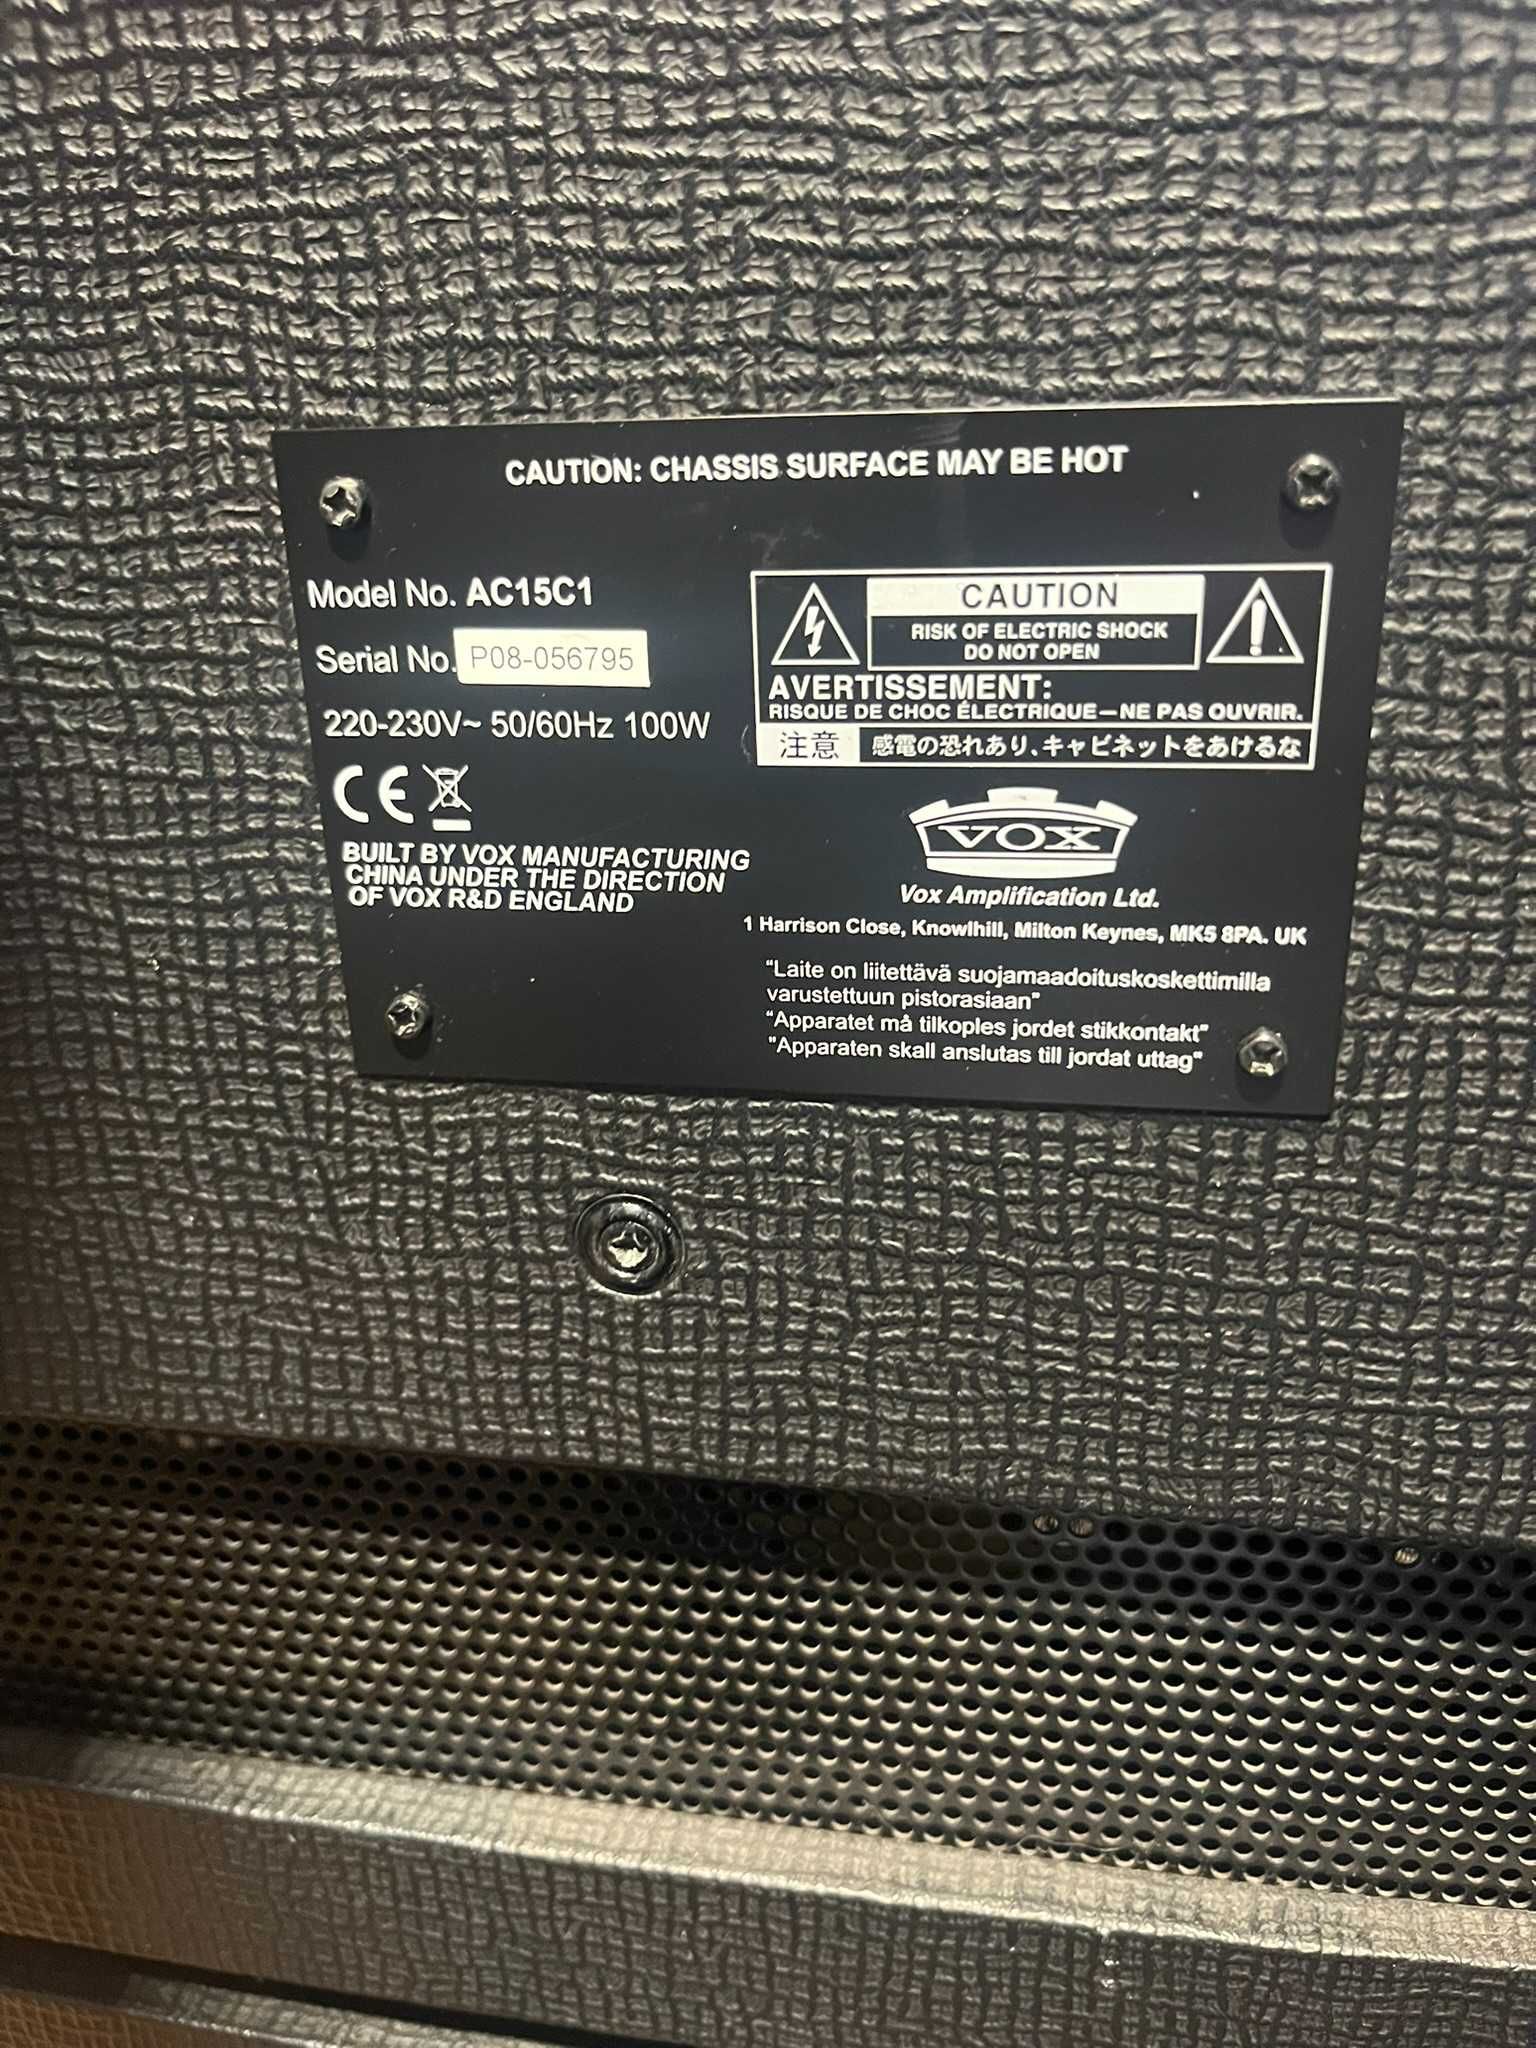 CAUTION: CHASSIS SURFACE MAY BE HOT
Model No. AC15C1
Serial No. P08-056795
220-230V~ 50/60Hz 100W
CE
BUILT BY VOX MANUFACTURING
CHINA UNDER THE DIRECTION
OF VOX R&D ENGLAND
CAUTION
RISK OF ELECTRIC SHOCK
DO NOT OPEN
AVERTISSEMENT:
RISQUE DE CHOC ÉLECTRIQUE—NE PAS OUVRIR.
注意 感電の恐れあり、キャビネットをあけるな
VOX
Vox Amplification Ltd.
1 Harrison Close, Knowlhill, Milton Keynes, MK5 8PA. UK
"Laite on liitettävä suojamaadoituskoskettimilla
varustettuun pistorasiaan"
"Apparatet må tilkoples jordet stikkontakt"
"Apparaten skall anslutas till jordat uttag"